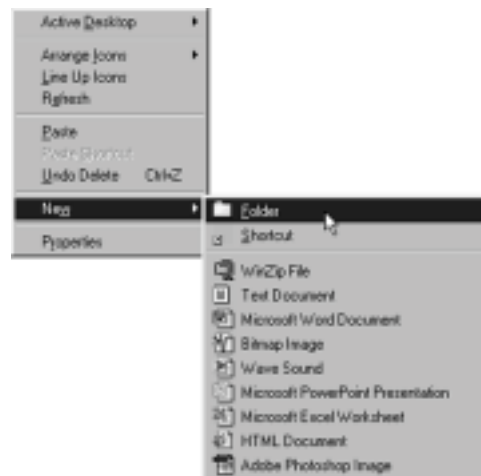 Active Desktop
Arrange Icons
Line Up Icons
Refresh
Paste
Paste Shortcut
Undo Delete Ctrl+Z
New
Properties
Folder
Shortcut
WinZip File
Text Document
Microsoft Word Document
Bitmap Image
Wave Sound
Microsoft PowerPoint Presentation
Microsoft Excel Worksheet
HTML Document
Adobe Photoshop Image